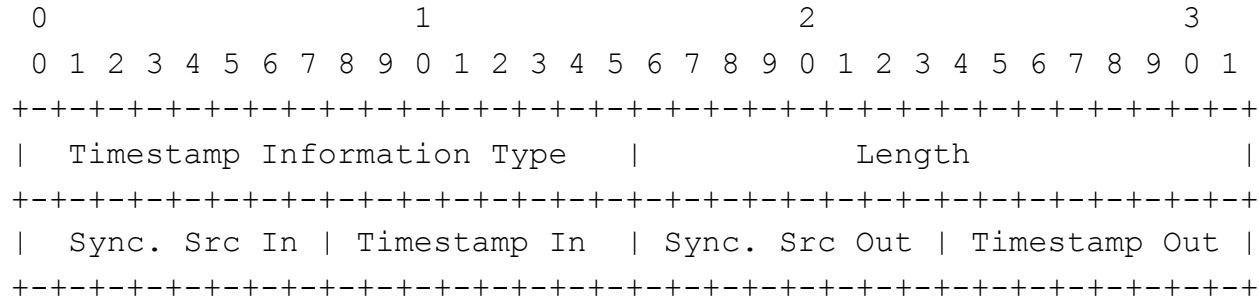 0                   1                   2                   3
 0 1 2 3 4 5 6 7 8 9 0 1 2 3 4 5 6 7 8 9 0 1 2 3 4 5 6 7 8 9 0 1
+-+-+-+-+-+-+-+-+-+-+-+-+-+-+-+-+-+-+-+-+-+-+-+-+-+-+-+-+-+-+-+-+
|  Timestamp Information Type   |           Length              |
+-+-+-+-+-+-+-+-+-+-+-+-+-+-+-+-+-+-+-+-+-+-+-+-+-+-+-+-+-+-+-+-+
|  Sync. Src In | Timestamp In  | Sync. Src Out | Timestamp Out |
+-+-+-+-+-+-+-+-+-+-+-+-+-+-+-+-+-+-+-+-+-+-+-+-+-+-+-+-+-+-+-+-+